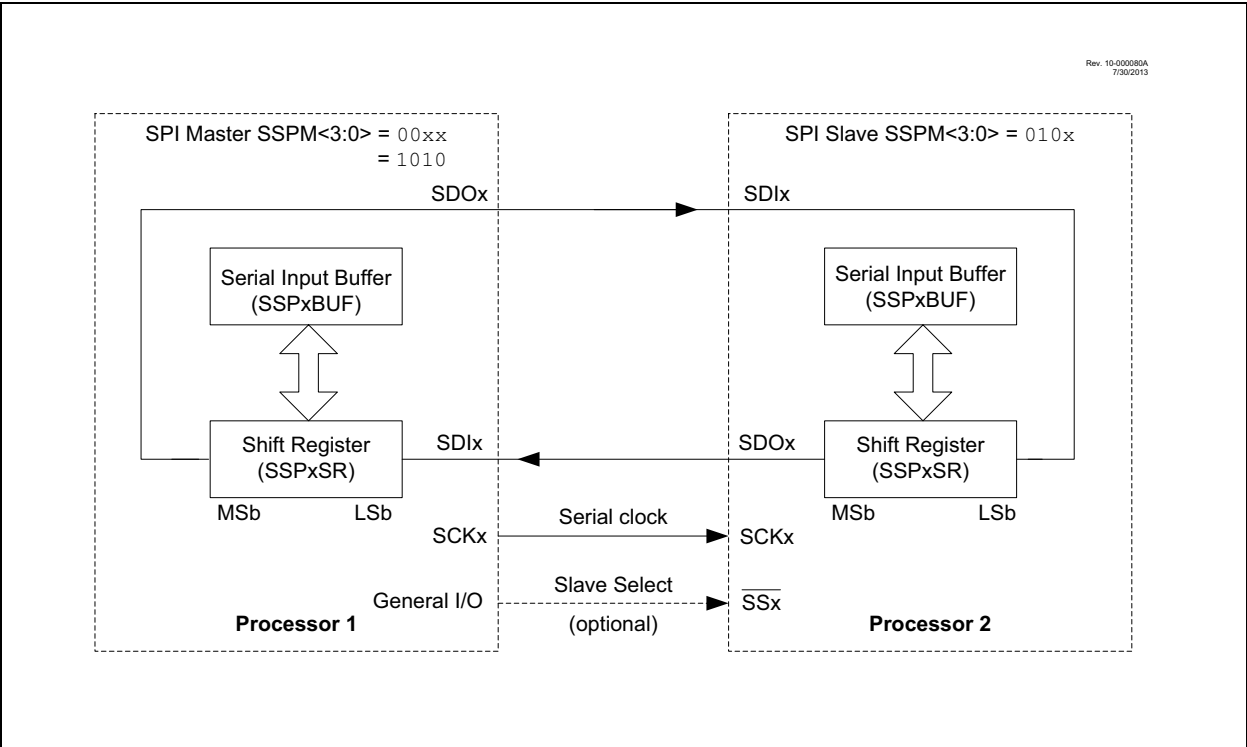 Rev. 10-000080A
7/30/2013
SPI Master SSPM<3:0> = 00xx
= 1010
SPI Slave SSPM<3:0> = 010x
SDOx
SDIx
Serial Input Buffer
(SSPxBUF)
Serial Input Buffer
(SSPxBUF)
Shift Register
(SSPxSR)
SDIx
SDOx
Shift Register
(SSPxSR)
MSb
LSb
MSb
LSb
SCKx
Serial clock
SCKx
General I/O
Slave Select
(optional)
S̅S̅x̅
Processor 1
Processor 2